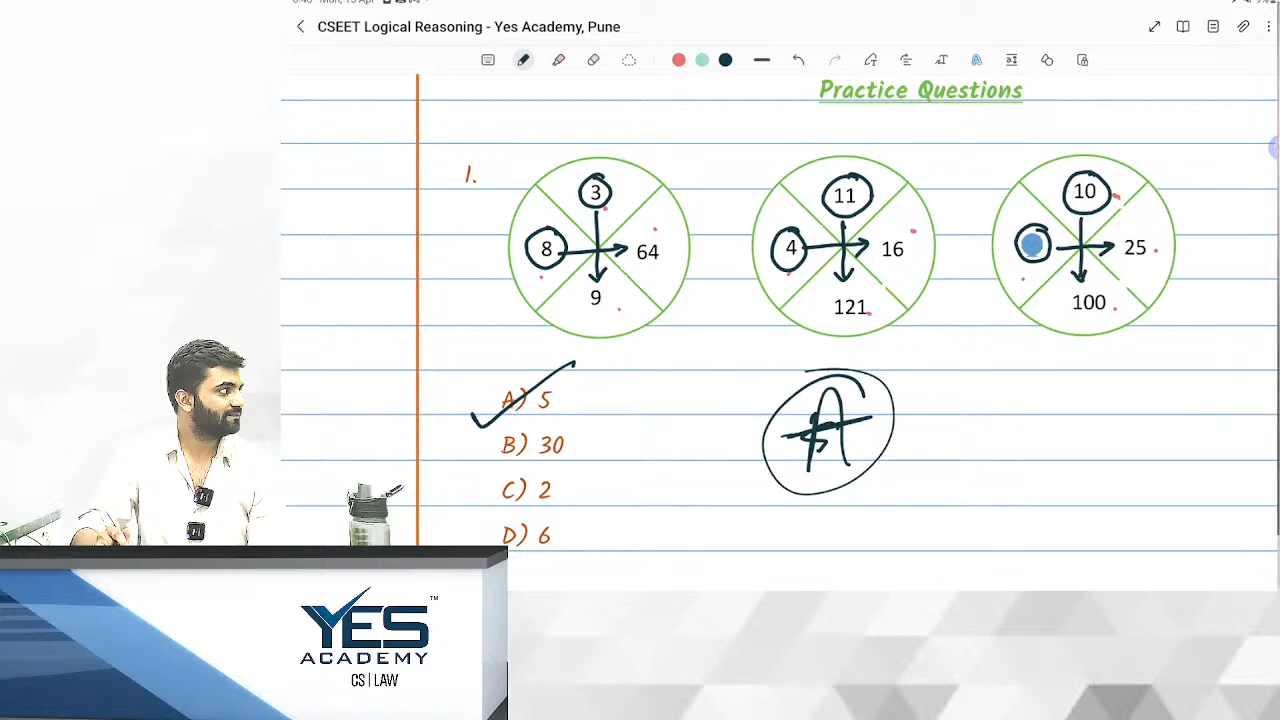 CSEET Logical Reasoning - Yes Academy, Pune
Practice Questions
1.
3
8
64
9
11
4
16
121
10
25
100
A) 5
B) 30
C) 2
D) 6
A
YES
ACADEMY
TM
CS | LAW